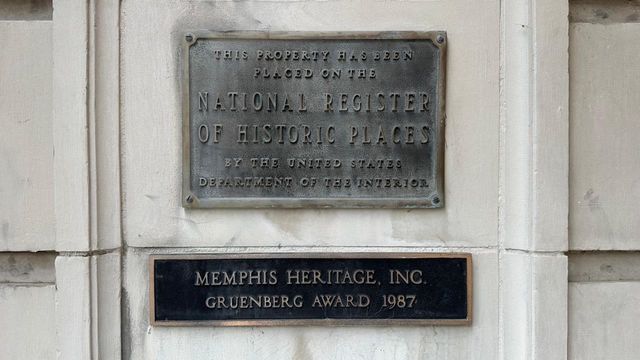 THIS PROPERTY HAS BEEN
PLACED ON THE
NATIONAL REGISTER
OF HISTORIC PLACES
BY THE UNITED STATES
DEPARTMENT OF THE INTERIOR
MEMPHIS HERITAGE, INC.
GRUENBERG AWARD 1987